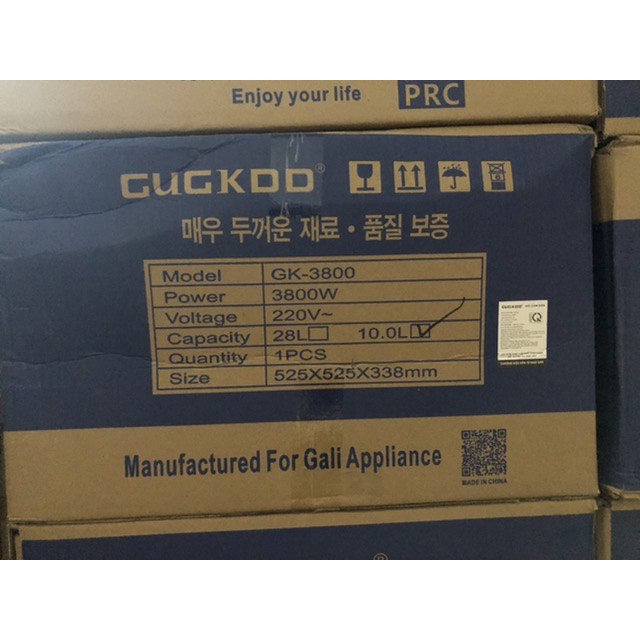 Enjoy your life PRC
GUGKDD®
매우 두꺼운 재료 • 품질 보증
Model GK-3800
Power 3800W
Voltage 220V~
Capacity 28L☐ 10.0L☑
Quantity 1PCS
Size 525X525X338mm
GUGKDD
Manufactured For Gali Appliance
MADE IN CHINA
®